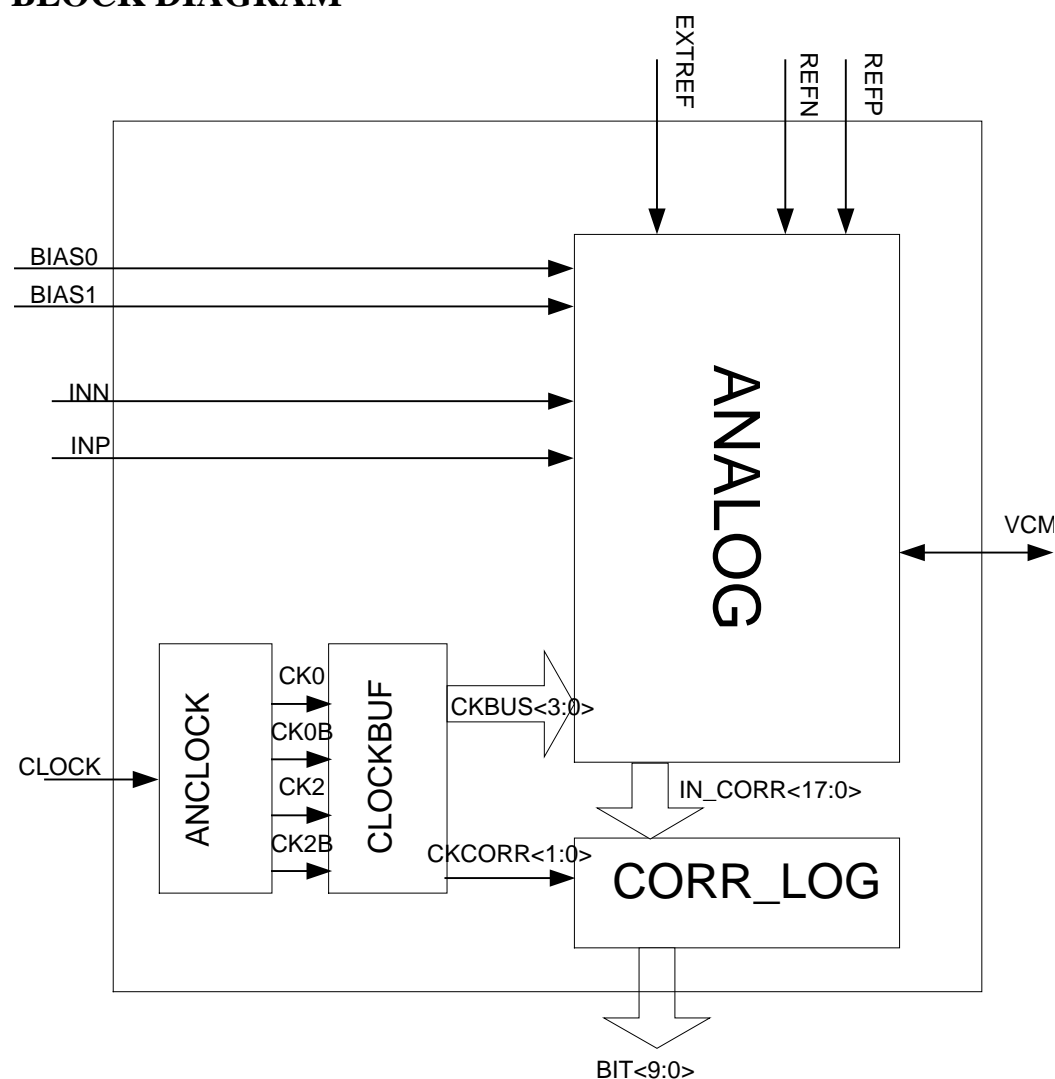 BLOCK DIAGRAM
EXTREF
REFN
REFP
BIAS0
BIAS1
INN
INP
ANALOG
VCM
CLOCK
ANCLOCK
CK0
CK0B
CK2
CK2B
CLOCKBUF
CKBUS<3:0>
IN_CORR<17:0>
CKCORR<1:0>
CORR_LOG
BIT<9:0>